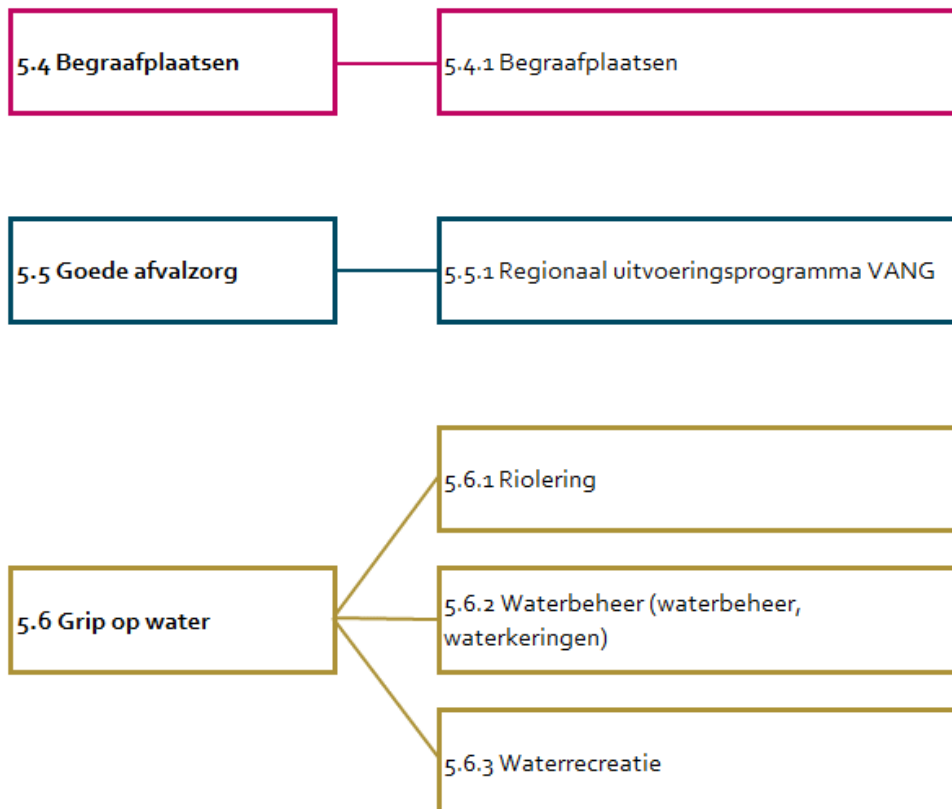 5.4 Begraafplaatsen
5.4.1 Begraafplaatsen
5.5 Goede afvalzorg
5.5.1 Regionaal uitvoeringsprogramma VANG
5.6 Grip op water
5.6.1 Riolering
5.6.2 Waterbeheer (waterbeheer,
waterkeringen)
5.6.3 Waterrecreatie